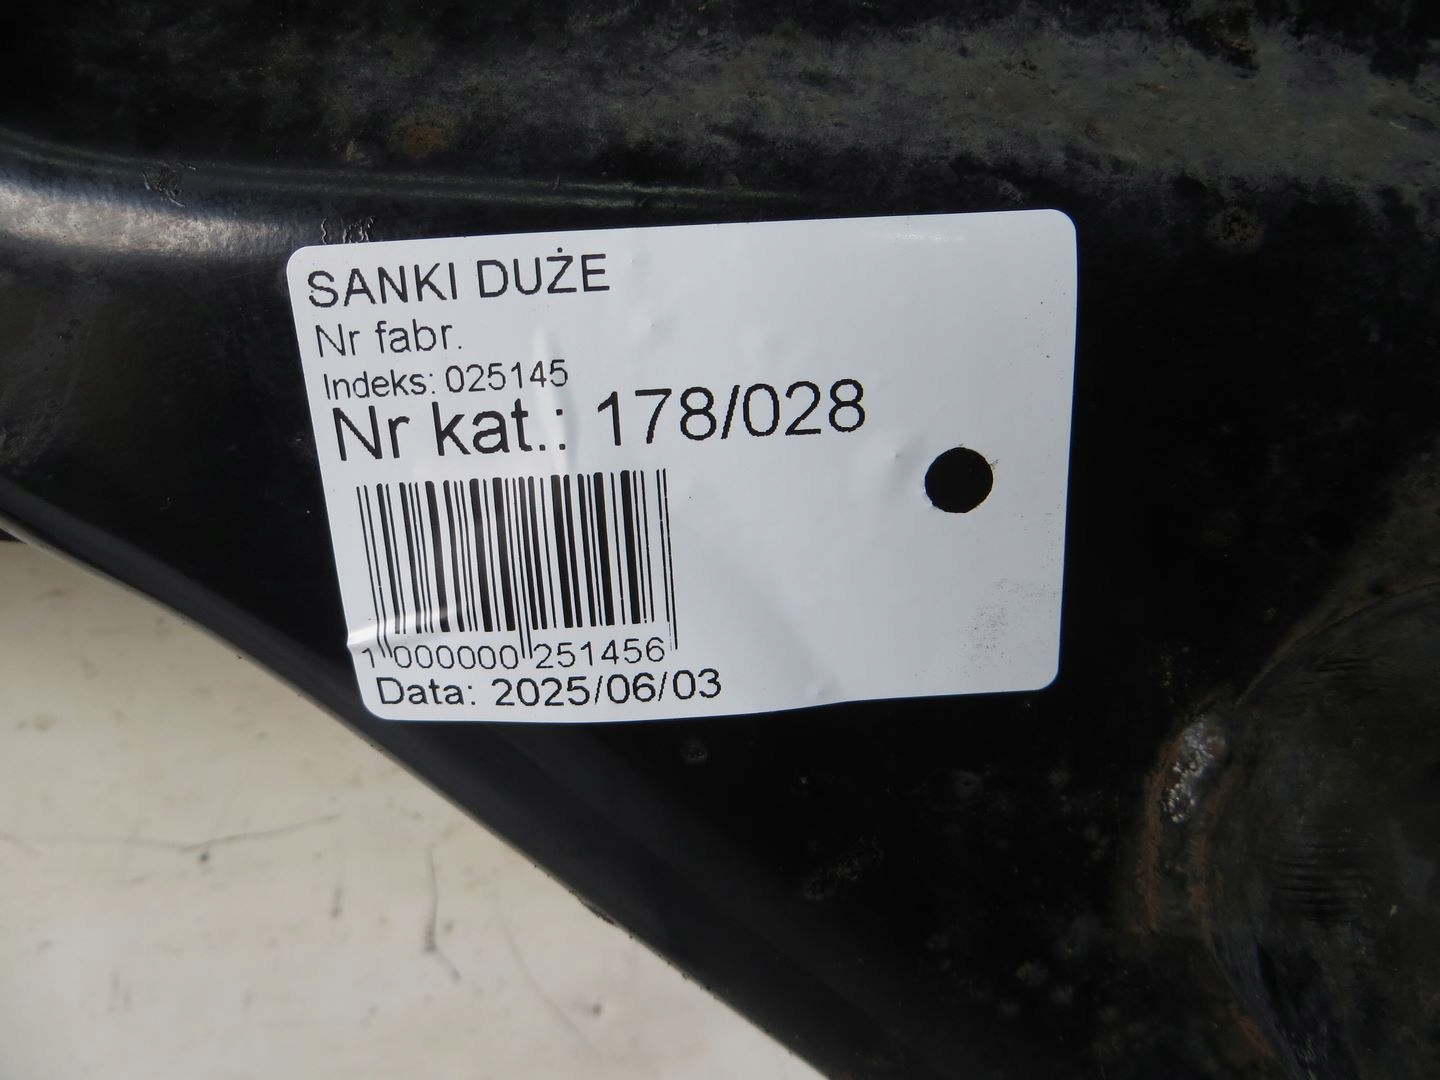 SANKI DUŻE
Nr fabr.
Indeks: 025145
Nr kat.: 178/028
1 000000 251456
Data: 2025/06/03